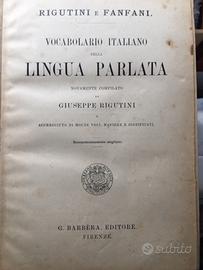 RIGUTINI E FANFANI.
VOCABOLARIO ITALIANO
DELLA
LINGUA PARLATA
NOVAMENTE COMPILATO
DA
GIUSEPPE RIGUTINI
E
ACCRESCIUTO DI MOLTE VOCI, MANIERE E SIGNIFICATI.
G. BARBÈRA, EDITORE.
FIRENZE.
subito